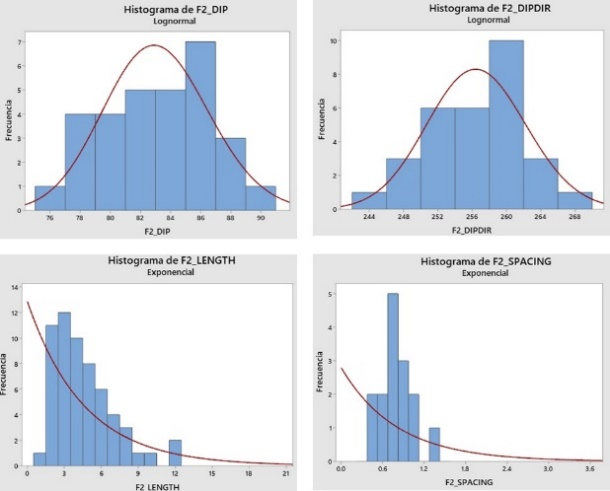 Histograma de F2_DIP
Lognormal
Frecuencia
7
6
5
4
3
2
1
0
76 78 80 82 84 86 88 90
F2_DIP
Histograma de F2_DIPDIR
Lognormal
Frecuencia
10
8
6
4
2
0
244 248 252 256 260 264 268
F2_DIPDIR
Histograma de F2_LENGTH
Exponencial
Frecuencia
14
12
10
8
6
4
2
0
0 3 6 9 12 15 18 21
F2_LENGTH
Histograma de F2_SPACING
Exponencial
Frecuencia
5
4
3
2
1
0
0.0 0.6 1.2 1.8 2.4 3.0 3.6
F2_SPACING